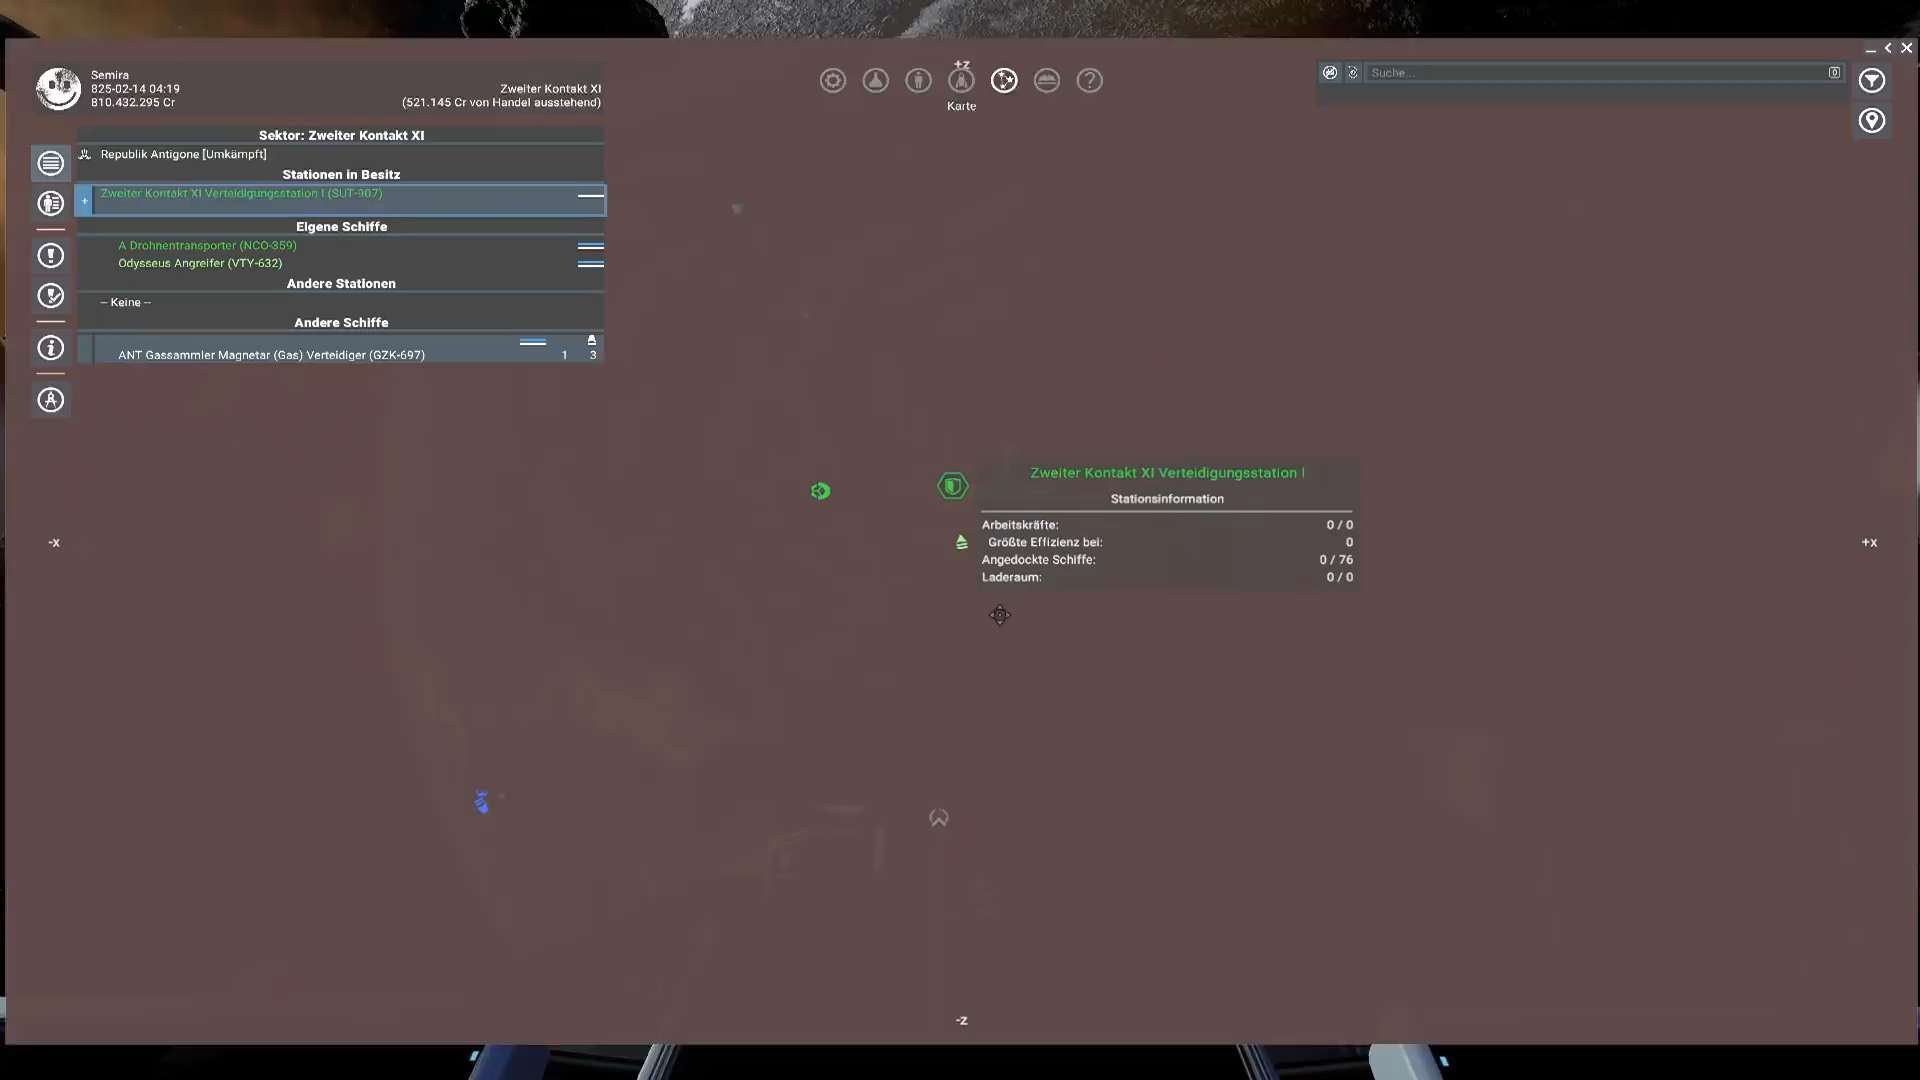 Semira
825-02-14 04:19
810.432.295 Cr
Zweiter Kontakt XI
(521.145 Cr von Handel ausstehend)
+z
Karte
Suche...
Sektor: Zweiter Kontakt XI
Republik Antigone [Umkämpft]
Stationen in Besitz
+ Zweiter Kontakt XI Verteidigungsstation I (SUT-907)
Eigene Schiffe
A Drohnentransporter (NCO-359)
Odysseus Angreifer (VTY-632)
Andere Stationen
-- Keine --
Andere Schiffe
ANT Gassammler Magnetar (Gas) Verteidiger (GZK-697) 1 3
Zweiter Kontakt XI Verteidigungsstation I
Stationsinformation
Arbeitskräfte: 0 / 0
Größte Effizienz bei: 0
Angedockte Schiffe: 0 / 76
Laderaum: 0 / 0
-x
+x
-z